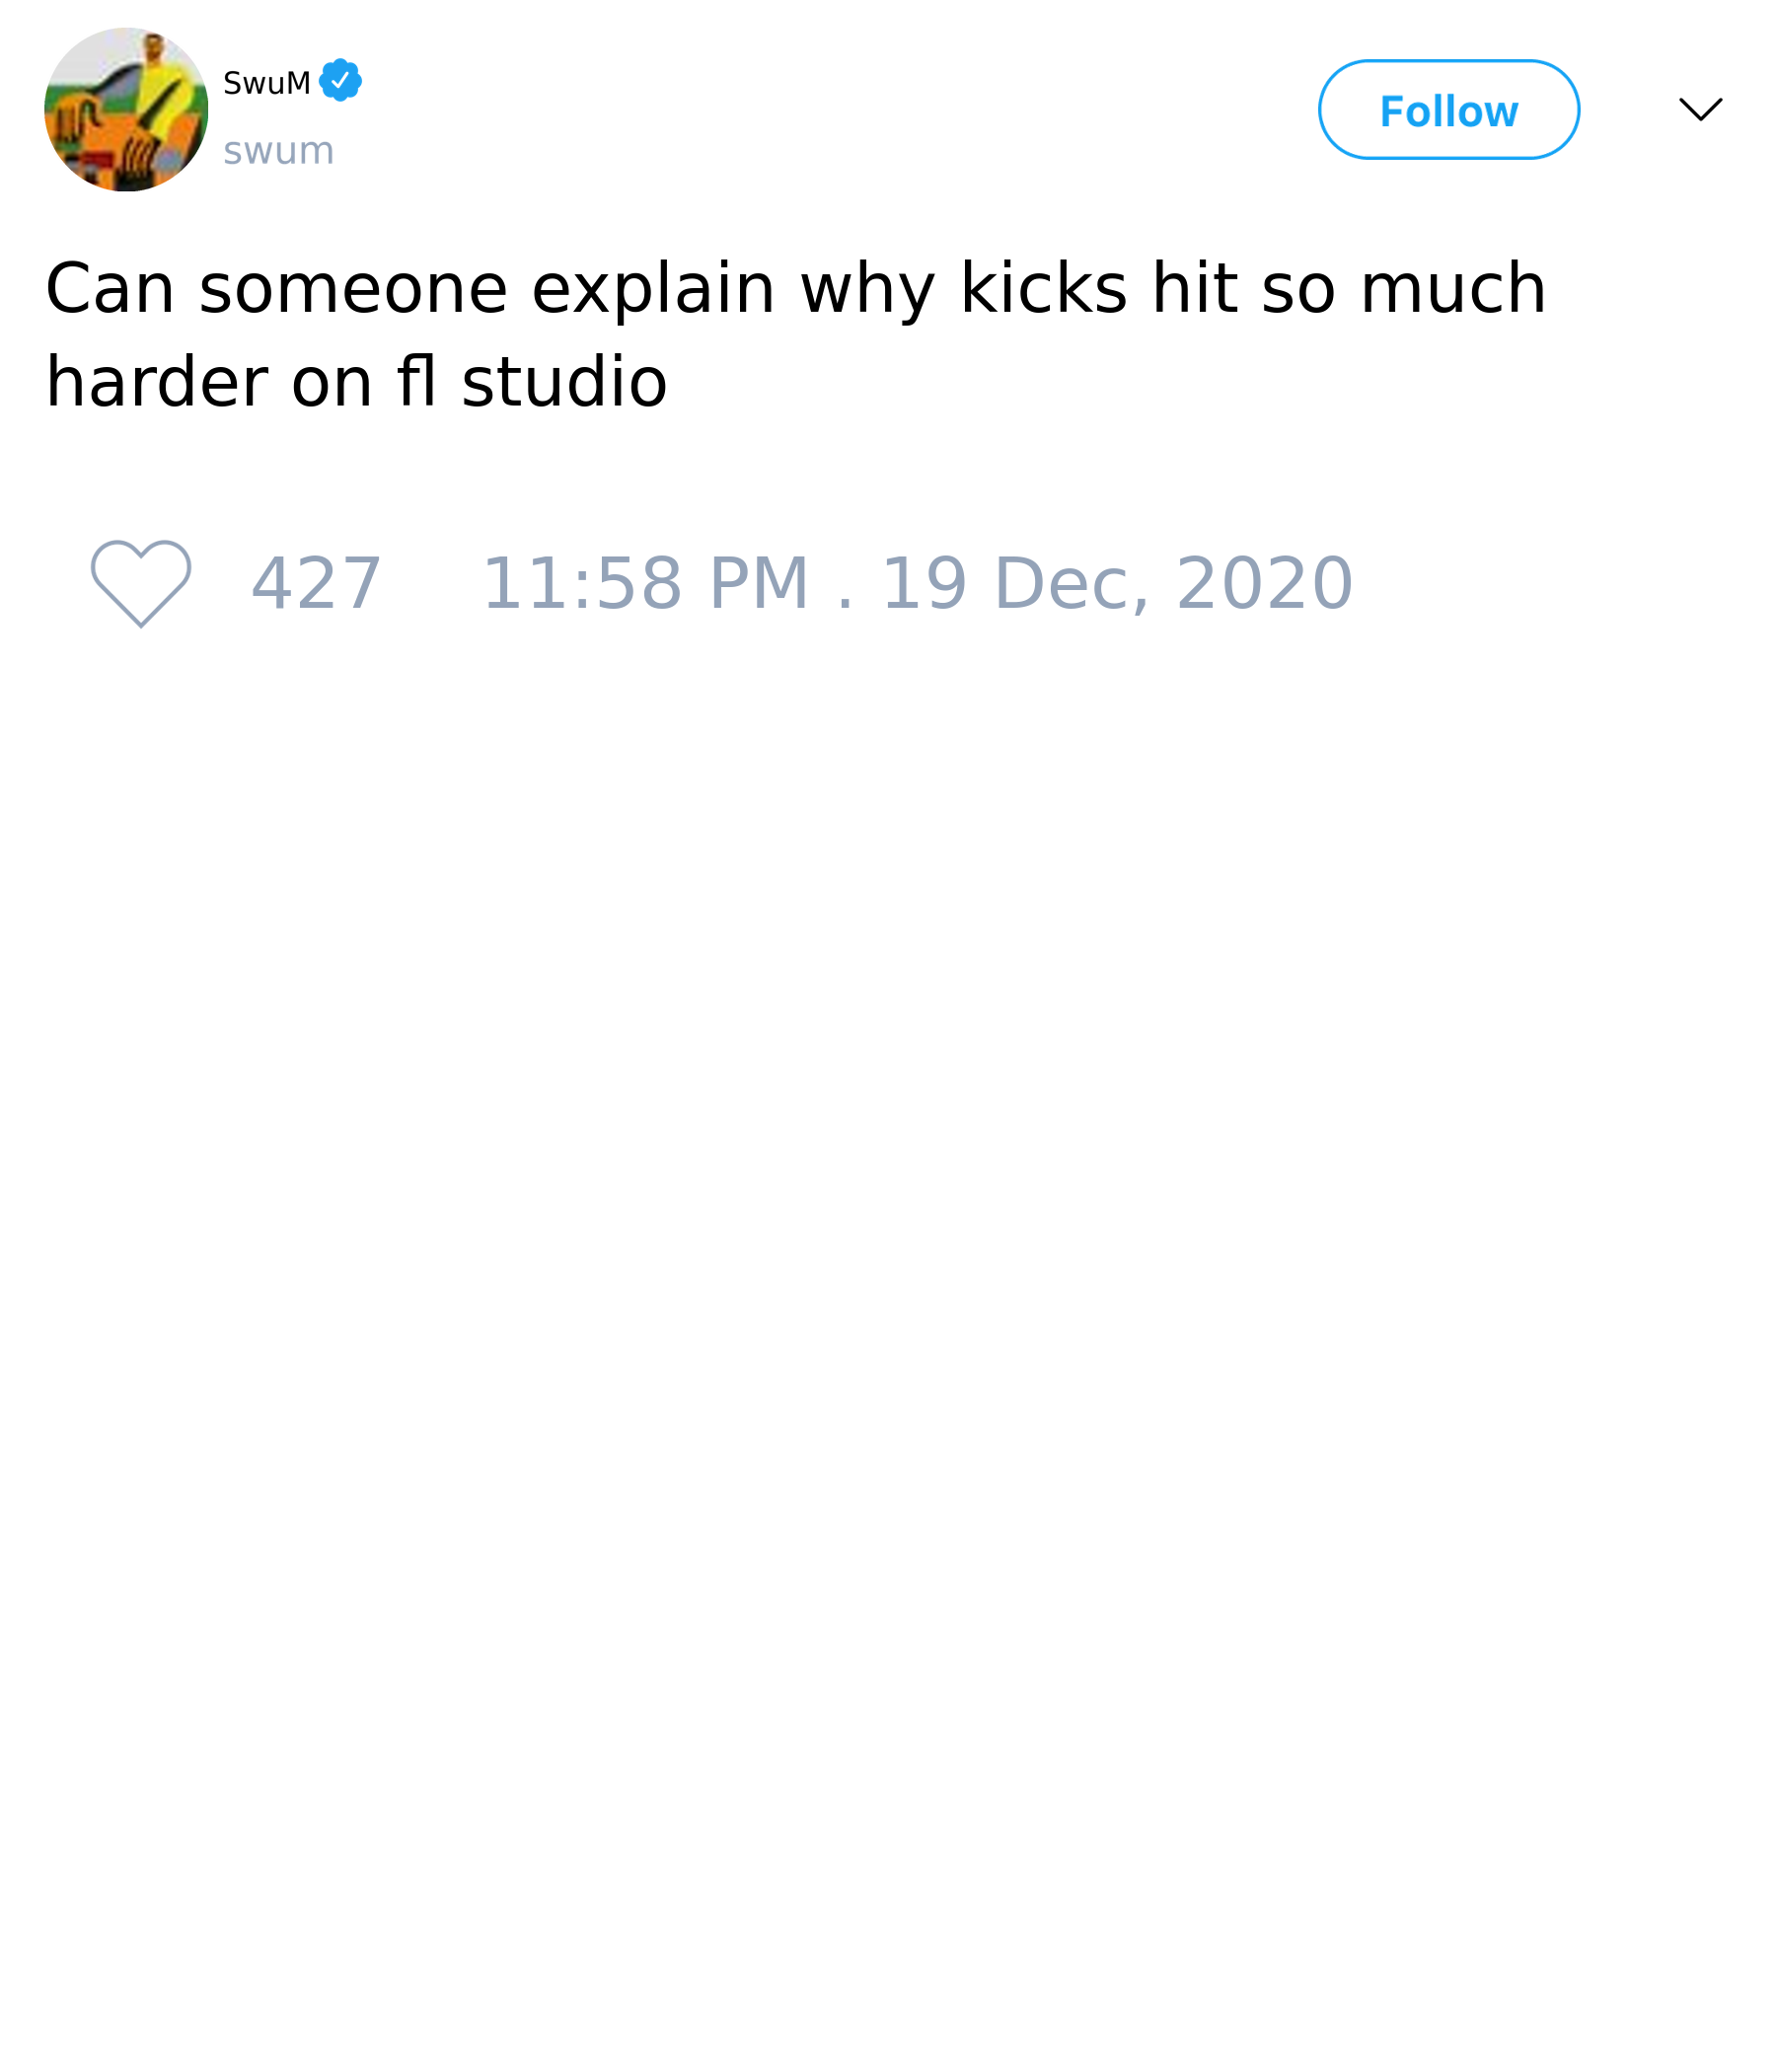 SwuM
swum
Follow
Can someone explain why kicks hit so much
harder on fl studio
427 11:58 PM . 19 Dec, 2020